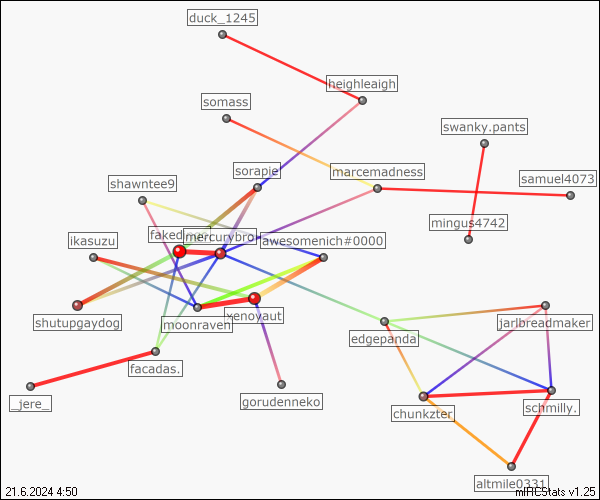 duck_1245
heighleaigh
somass
swanky.pants
sorapie
marcemadness
samuel4073
shawntee9
mingus4742
mercurybro
ikasuzu
awesomenich#0000
shutupgaydog
moonraven
xenoyaut
jarlbreadmaker
edgepanda
facadas.
_jere_
gorudenneko
chunkzter
schmilly.
altmile0331
21.6.2024 4:50
mIRCStats v1.25